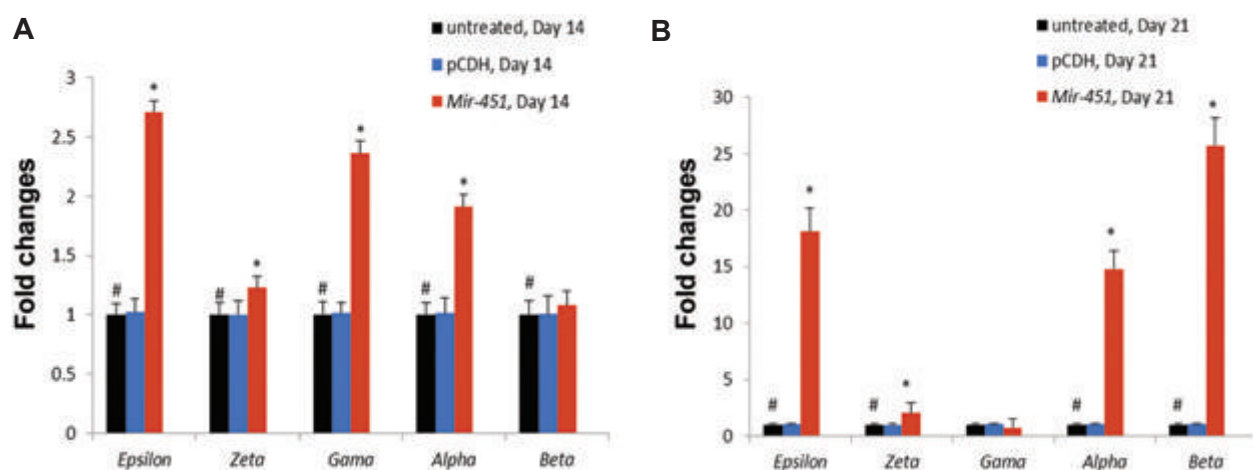 A
untreated, Day 14
pCDH, Day 14
Mir-451, Day 14
Fold changes
3
2.5
2
1.5
1
0.5
0
*
*
*
*
#
#
#
#
#
Epsilon
Zeta
Gama
Alpha
Beta
B
untreated, Day 21
pCDH, Day 21
Mir-451, Day 21
Fold changes
30
25
20
15
10
5
0
*
*
*
*
#
#
#
#
Epsilon
Zeta
Gama
Alpha
Beta